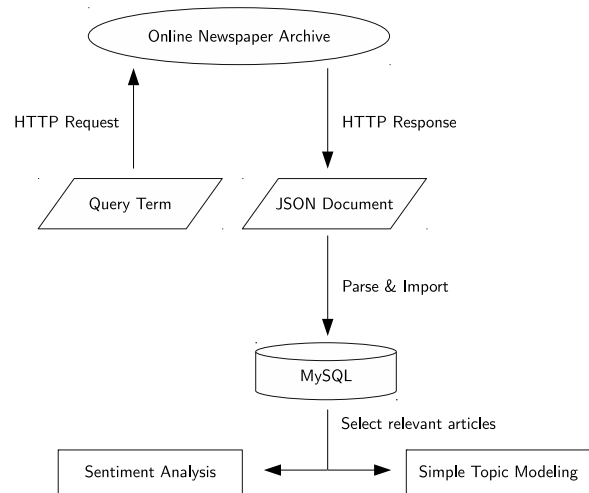 Online Newspaper Archive
HTTP Request
HTTP Response
Query Term
JSON Document
Parse & Import
MySQL
Select relevant articles
Sentiment Analysis
Simple Topic Modeling